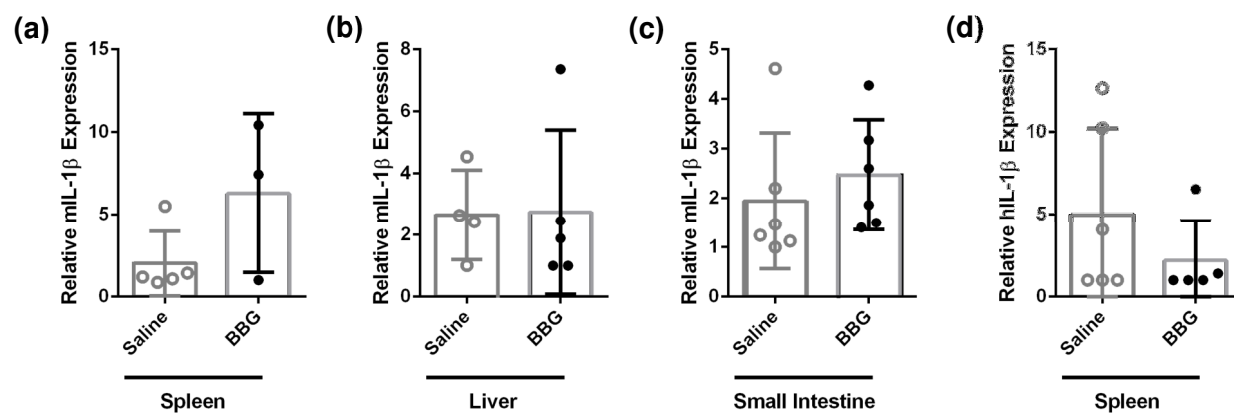 (a)
Relative mIL-1β Expression
15
10
5
0
Saline
BBG
Spleen
(b)
Relative mIL-1β Expression
8
6
4
2
0
Saline
BBG
Liver
(c)
Relative mIL-1β Expression
5
4
3
2
1
0
Saline
BBG
Small Intestine
(d)
Relative hIL-1β Expression
15
10
5
0
Saline
BBG
Spleen